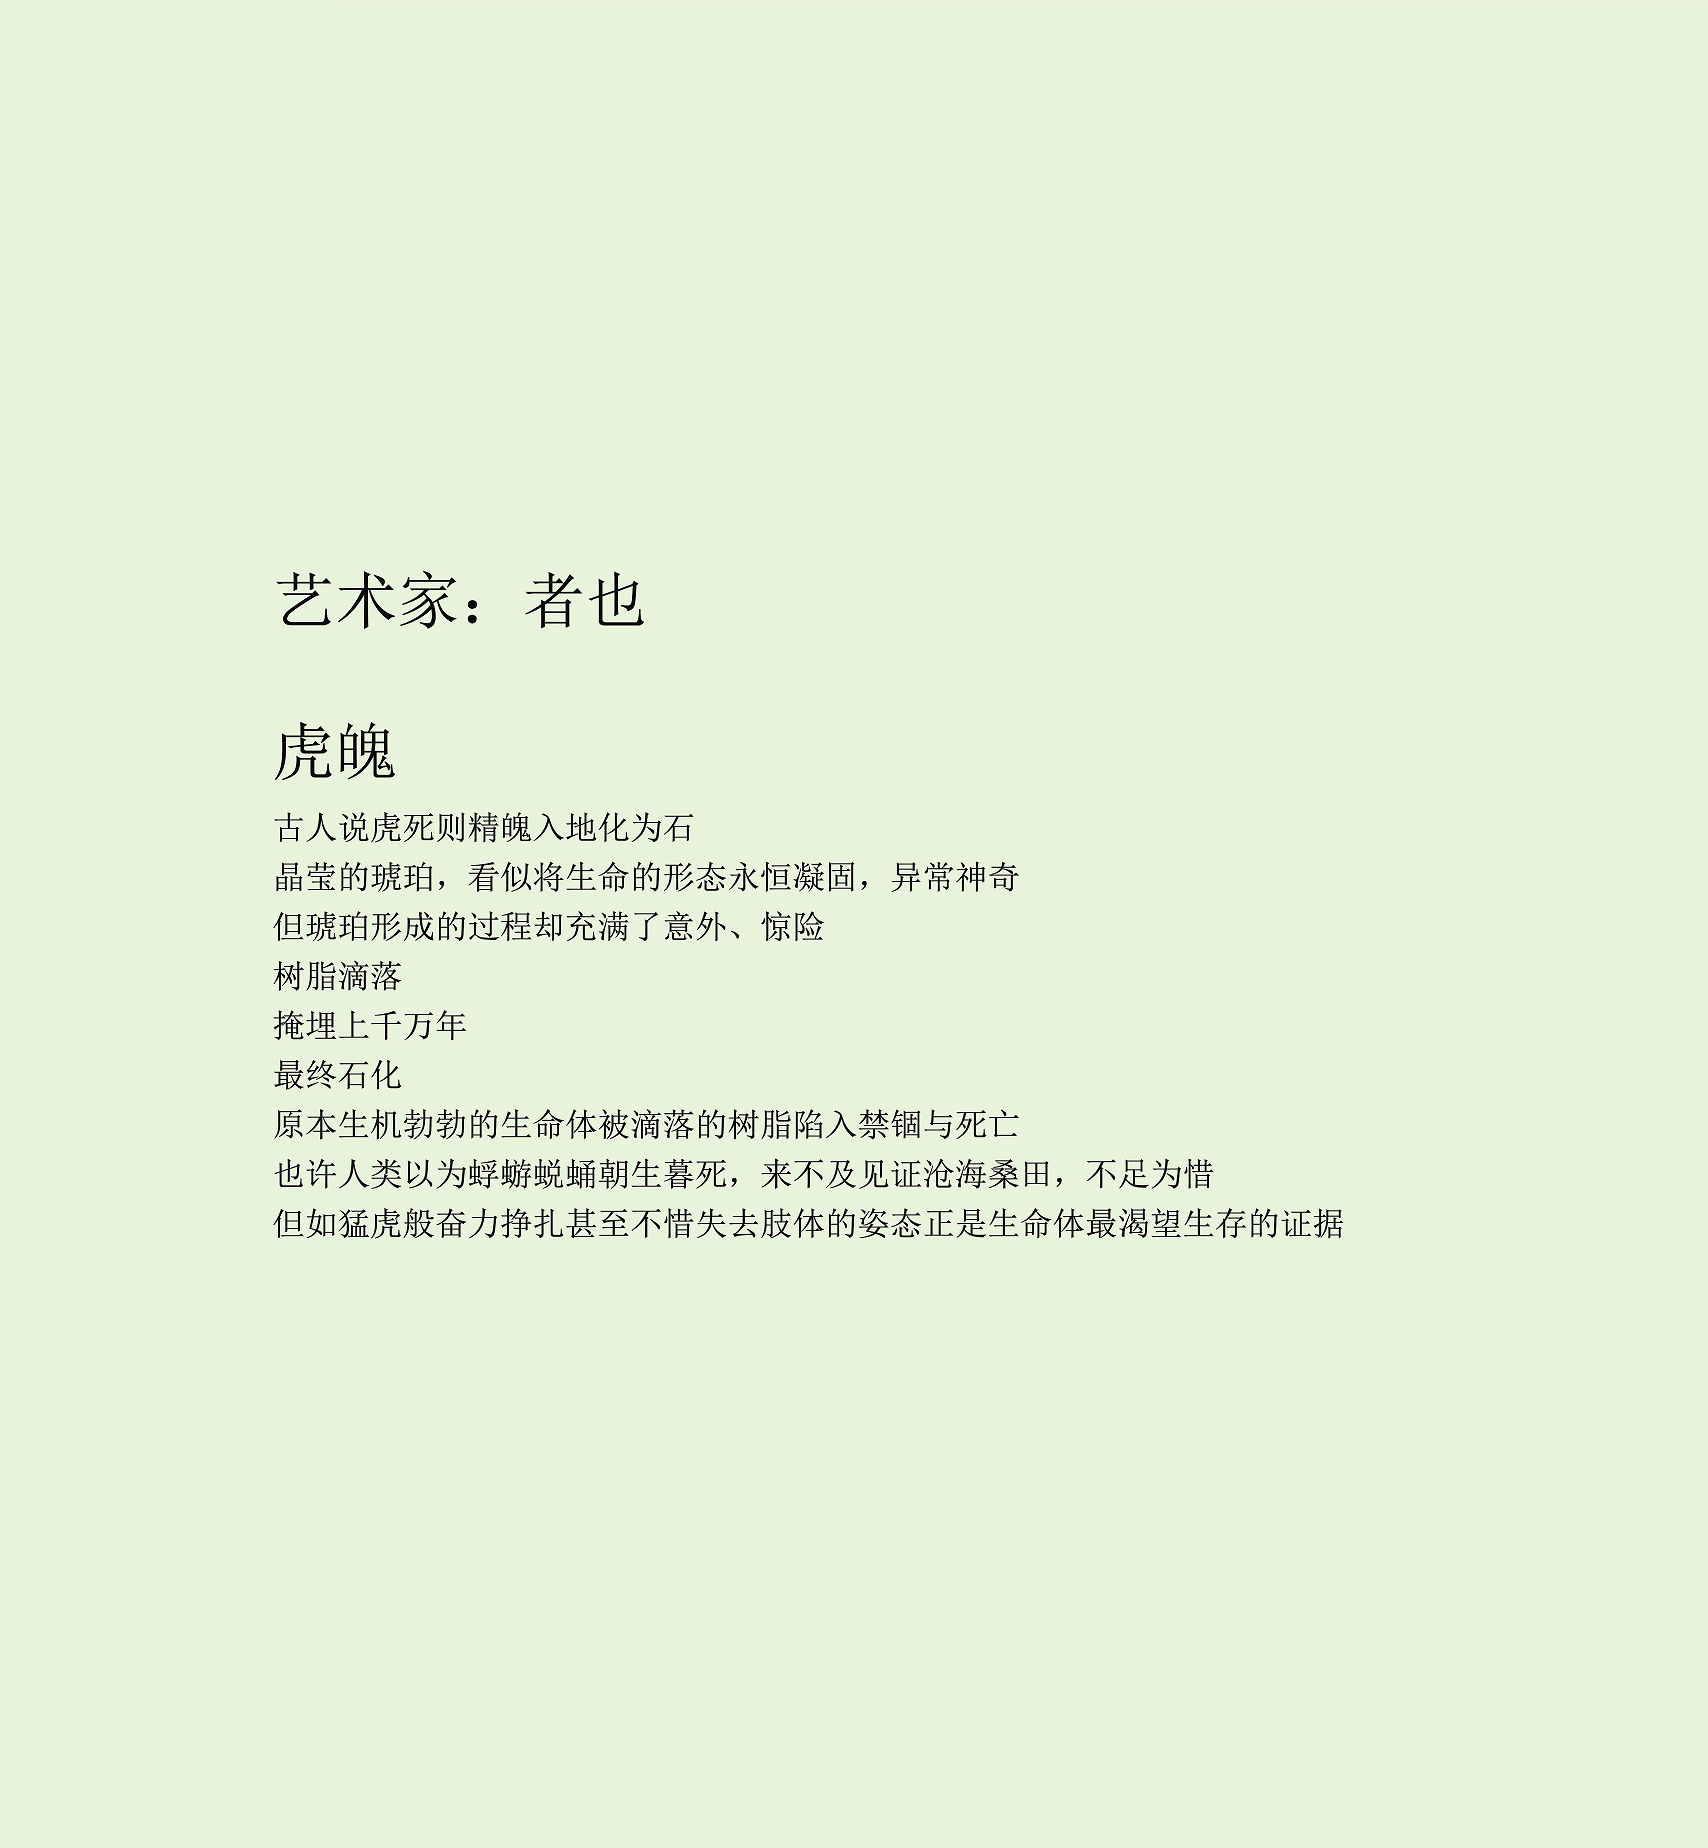 艺术家：者也
虎魄
古人说虎死则精魄入地化为石
晶莹的琥珀，看似将生命的形态永恒凝固，异常神奇
但琥珀形成的过程却充满了意外、惊险
树脂滴落
掩埋上千万年
最终石化
原本生机勃勃的生命体被滴落的树脂陷入禁锢与死亡
也许人类以为蜉蝣蜕蛹朝生暮死，来不及见证沧海桑田，不足为惜
但如猛虎般奋力挣扎甚至不惜失去肢体的姿态正是生命体最渴望生存的证据